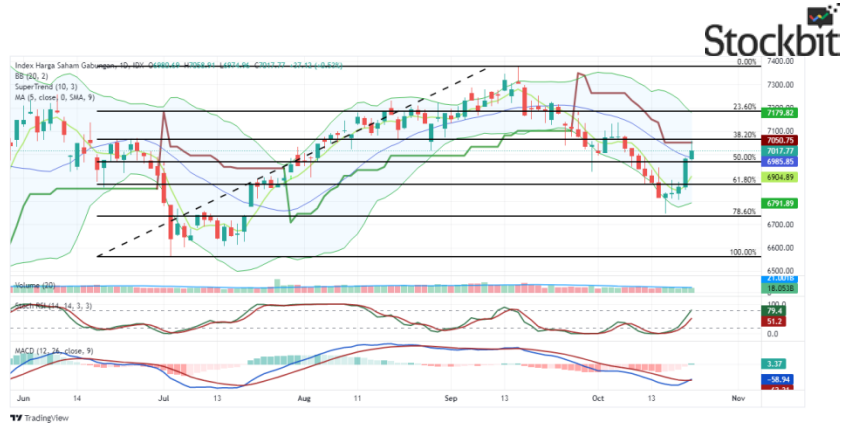 Stockbit
Index Harga Saham Gabungan, 1D, IDX
BB (20, 2)
SuperTrend (10, 3)
MA (5, close, 0, SMA, 9)
0.00%
23.60%
38.20%
50.00%
61.80%
78.60%
100.00%
7400.00
7300.00
7179.82
7100.00
7050.75
7017.77
6985.85
6904.89
6791.89
6700.00
6600.00
6500.00
Volume (20)
18.053B
Stoch RSI (14, 14, 3, 3)
79.4
51.2
0.0
MACD (12, 26, close, 9)
3.37
−58.94
Jun 14 Jul 13 Aug 11 Sep 13 Oct 13 Nov
TradingView